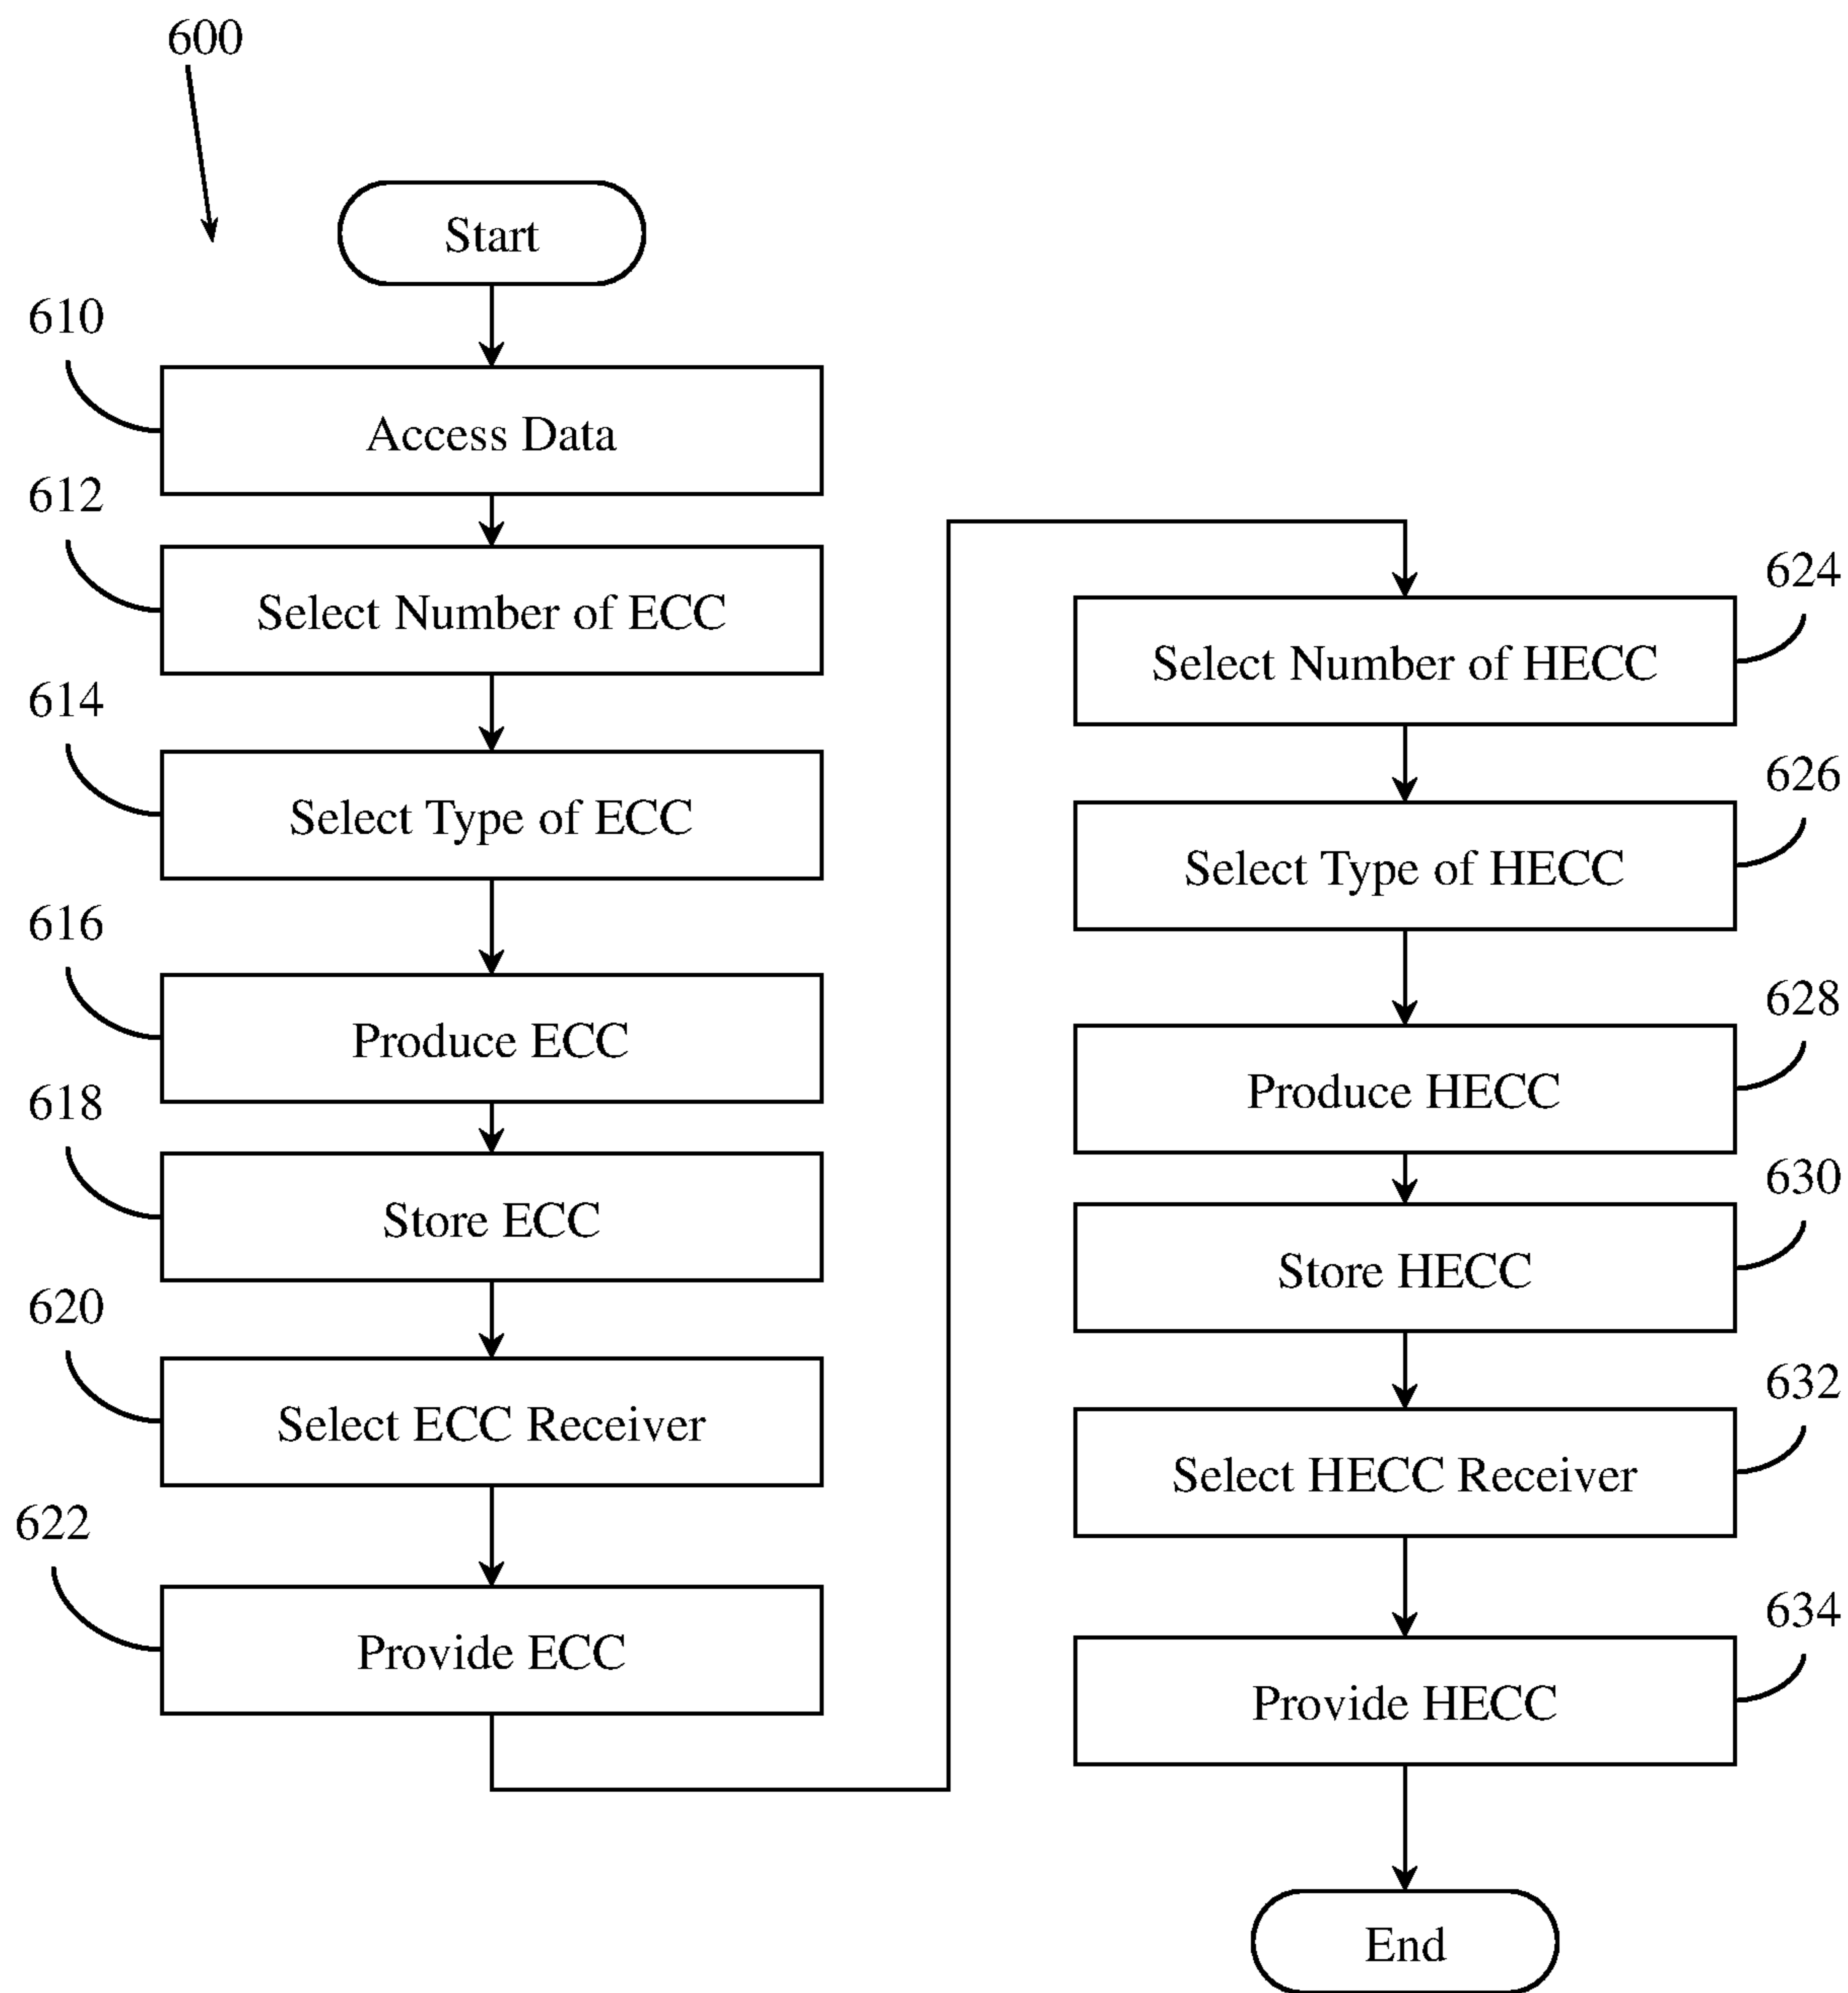 600
Start
610
Access Data
612
Select Number of ECC
614
Select Type of ECC
616
Produce ECC
618
Store ECC
620
Select ECC Receiver
622
Provide ECC
624
Select Number of HECC
626
Select Type of HECC
628
Produce HECC
630
Store HECC
632
Select HECC Receiver
634
Provide HECC
End